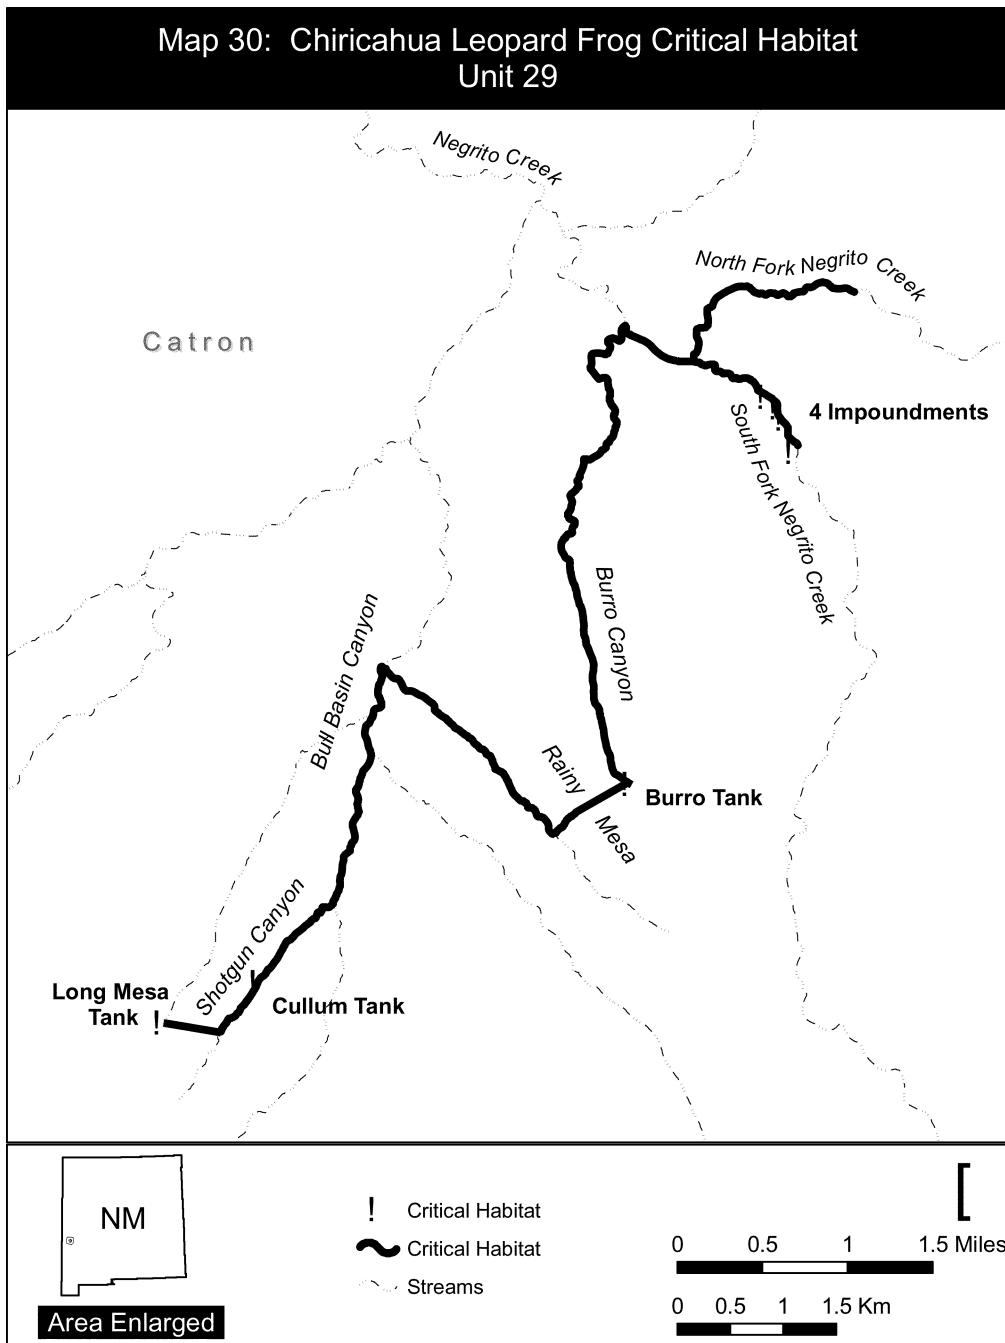 Map 30: Chiricahua Leopard Frog Critical Habitat
Unit 29
Negrito Creek
North Fork Negrito Creek
Catron
4 Impoundments
South Fork Negrito Creek
Burro Canyon
Bull Basin Canyon
Rainy
Mesa
Burro Tank
Shotgun Canyon
Long Mesa
Tank
!
Cullum Tank
NM
Area Enlarged
! Critical Habitat
Critical Habitat
Streams
[
0 0.5 1 1.5 Miles
0 0.5 1 1.5 Km